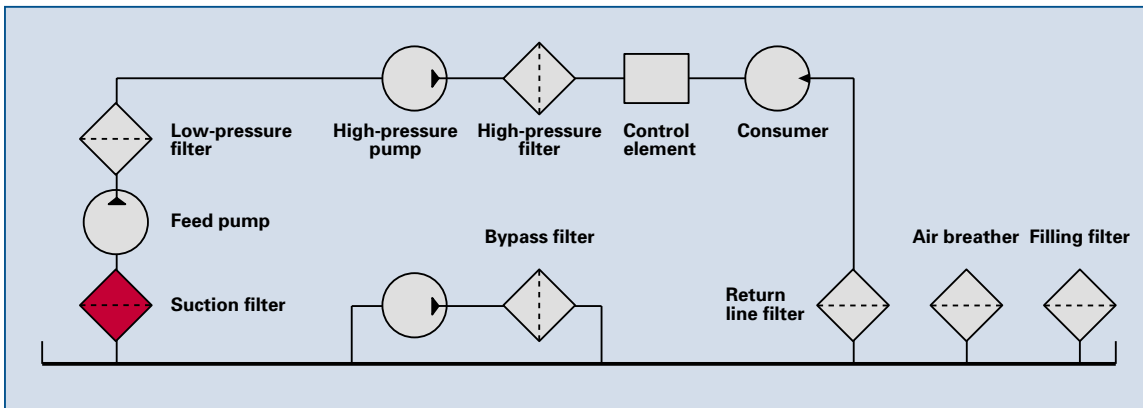 Low-pressure
filter
High-pressure
pump
High-pressure
filter
Control
element
Consumer
Feed pump
Bypass filter
Air breather
Filling filter
Suction filter
Return
line filter